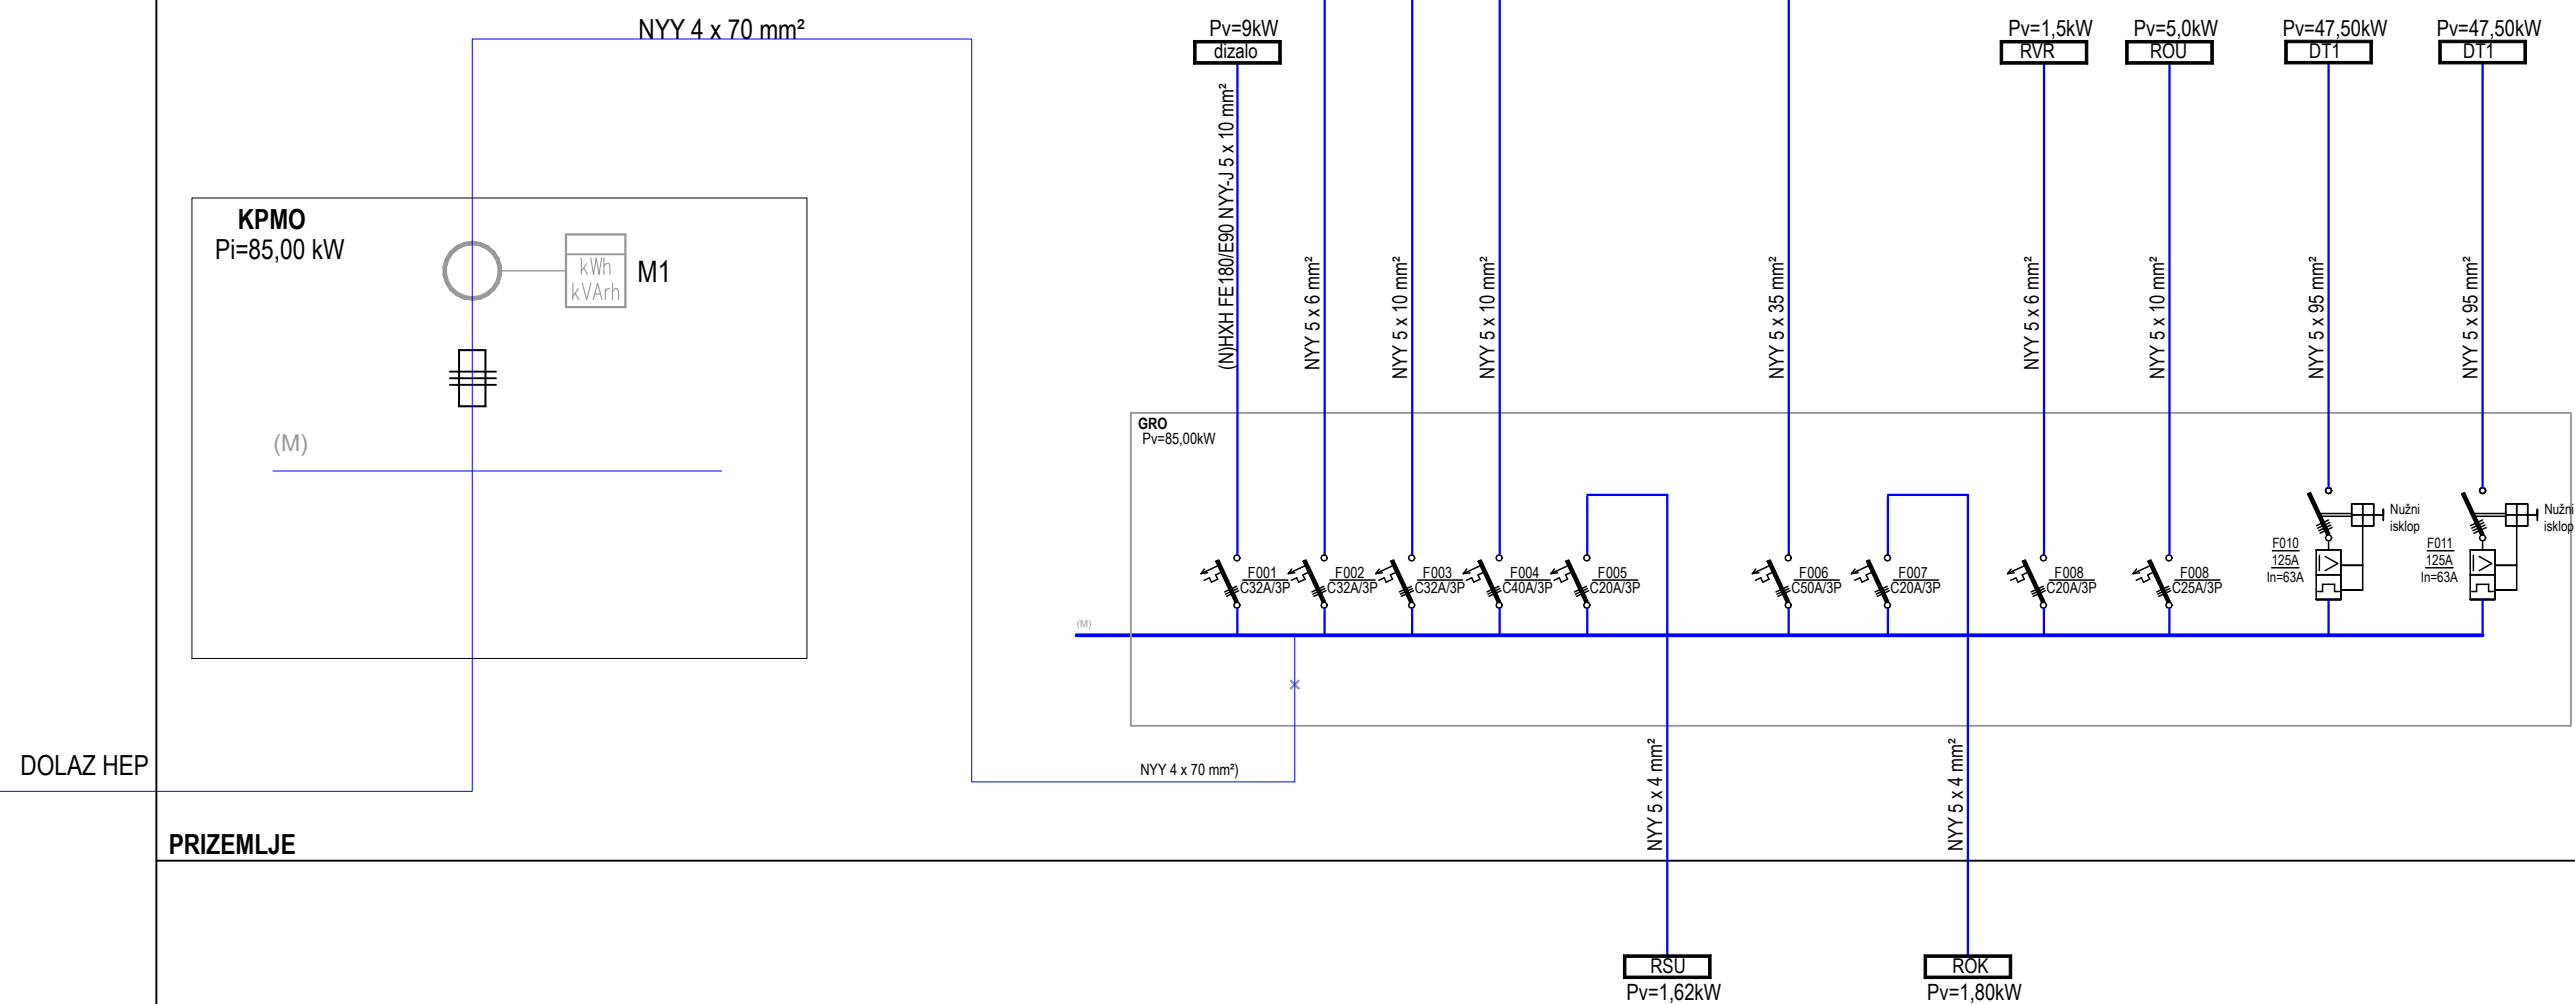 NYY 4 x 70 mm²
Pv=9kW
dizalo
Pv=1,5kW
RVR
Pv=5,0kW
ROU
Pv=47,50kW
DT1
Pv=47,50kW
DT1
KPMO
Pi=85,00 kW
kWh
kVArh
M1
(M)
(N)HXH FE180/E90 NYY-J 5 x 10 mm²
NYY 5 x 6 mm²
NYY 5 x 10 mm²
NYY 5 x 10 mm²
NYY 5 x 35 mm²
NYY 5 x 6 mm²
NYY 5 x 10 mm²
NYY 5 x 95 mm²
NYY 5 x 95 mm²
GRO
Pv=85,00kW
F001
C32A/3P
F002
C32A/3P
F003
C32A/3P
F004
C40A/3P
F005
C20A/3P
F006
C50A/3P
F007
C20A/3P
F008
C20A/3P
F008
C25A/3P
F010
125A
In=63A
Nužni
isklop
F011
125A
In=63A
Nužni
isklop
(M)
DOLAZ HEP
NYY 4 x 70 mm²)
NYY 5 x 4 mm²
NYY 5 x 4 mm²
PRIZEMLJE
RSU
Pv=1,62kW
ROK
Pv=1,80kW